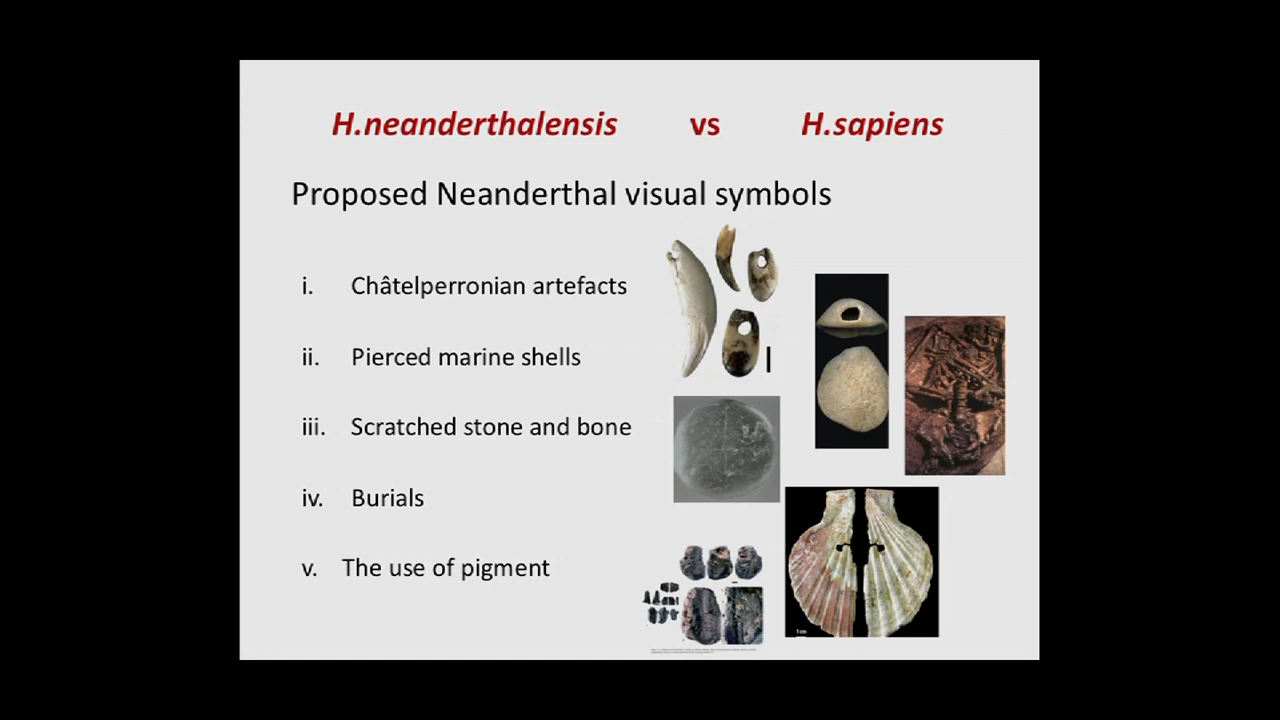 H.neanderthalensis vs H.sapiens
Proposed Neanderthal visual symbols
i. Châtelperronian artefacts
ii. Pierced marine shells
iii. Scratched stone and bone
iv. Burials
v. The use of pigment